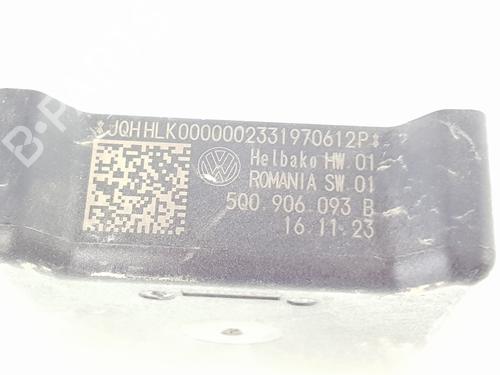 *JQHHLK0000002331970612P*
Helbako HW.01
ROMANIA SW.01
5Q0 906 093 B
16.11.23